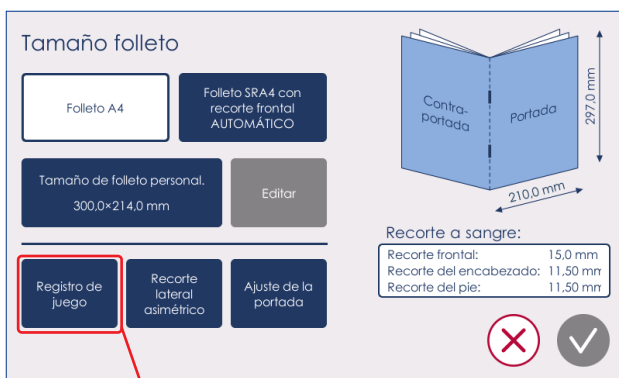 Tamaño folleto
Folleto A4
Folleto SRA4 con
recorte frontal
AUTOMÁTICO
Tamaño de folleto personal.
300,0×214,0 mm
Editar
Registro de
juego
Recorte
lateral
asimétrico
Ajuste de la
portada
Contra-
portada
Portada
297,0 mm
210,0 mm
Recorte a sangre:
Recorte frontal: 15,0 mm
Recorte del encabezado: 11,50 mm
Recorte del pie: 11,50 mm